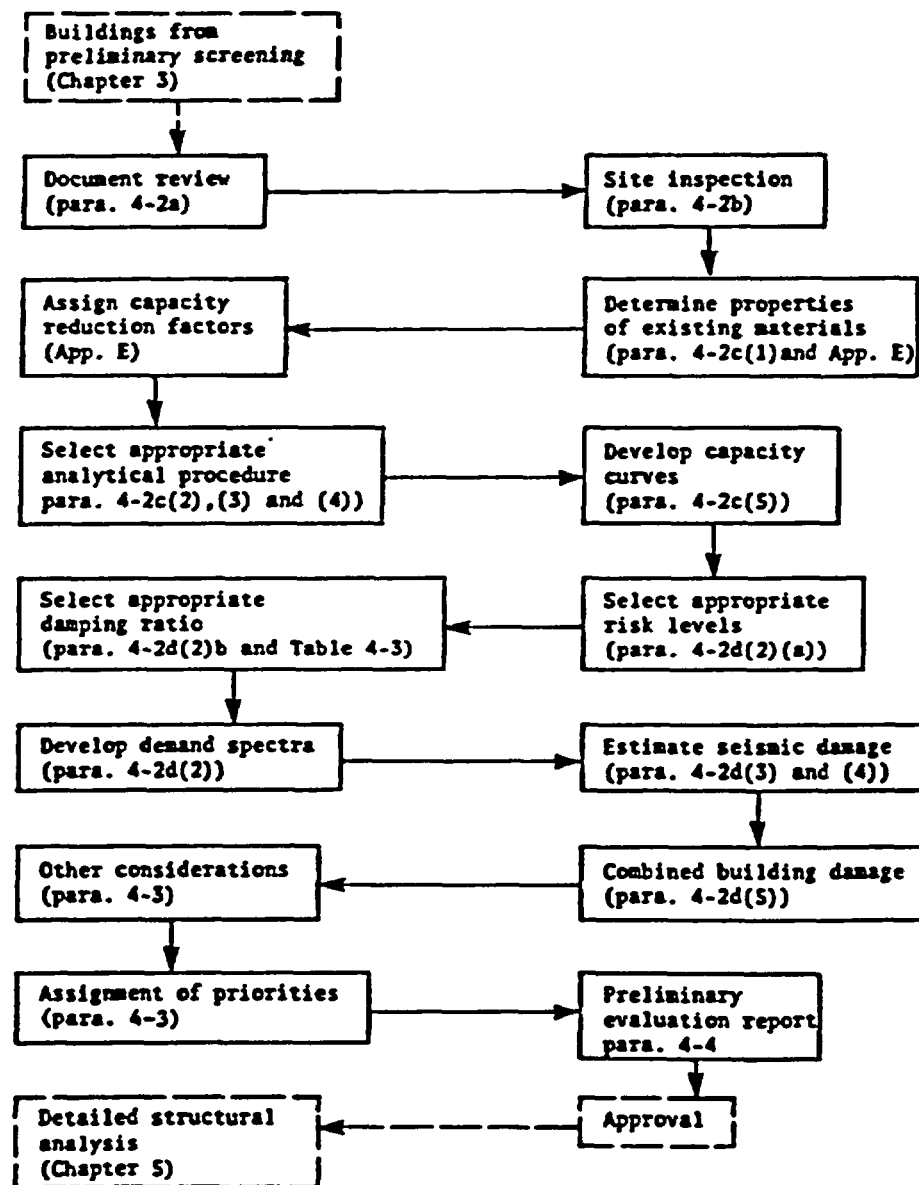 Buildings from
preliminary screening
(Chapter 3)
Document review
(para. 4-2a)
Site inspection
(para. 4-2b)
Determine properties
of existing materials
(para. 4-2c(1)and App. E)
Assign capacity
reduction factors
(App. E)
Select appropriate
analytical procedure
para. 4-2c(2),(3) and (4))
Develop capacity
curves
(para. 4-2c(5))
Select appropriate
risk levels
(para. 4-2d(2)(a))
Select appropriate
damping ratio
(para. 4-2d(2)b and Table 4-3)
Develop demand spectra
(para. 4-2d(2))
Estimate seismic damage
(para. 4-2d(3) and (4))
Combined building damage
(para. 4-2d(5))
Other considerations
(para. 4-3)
Assignment of priorities
(para. 4-3)
Preliminary
evaluation report
para. 4-4
Approval
Detailed structural
analysis
(Chapter 5)